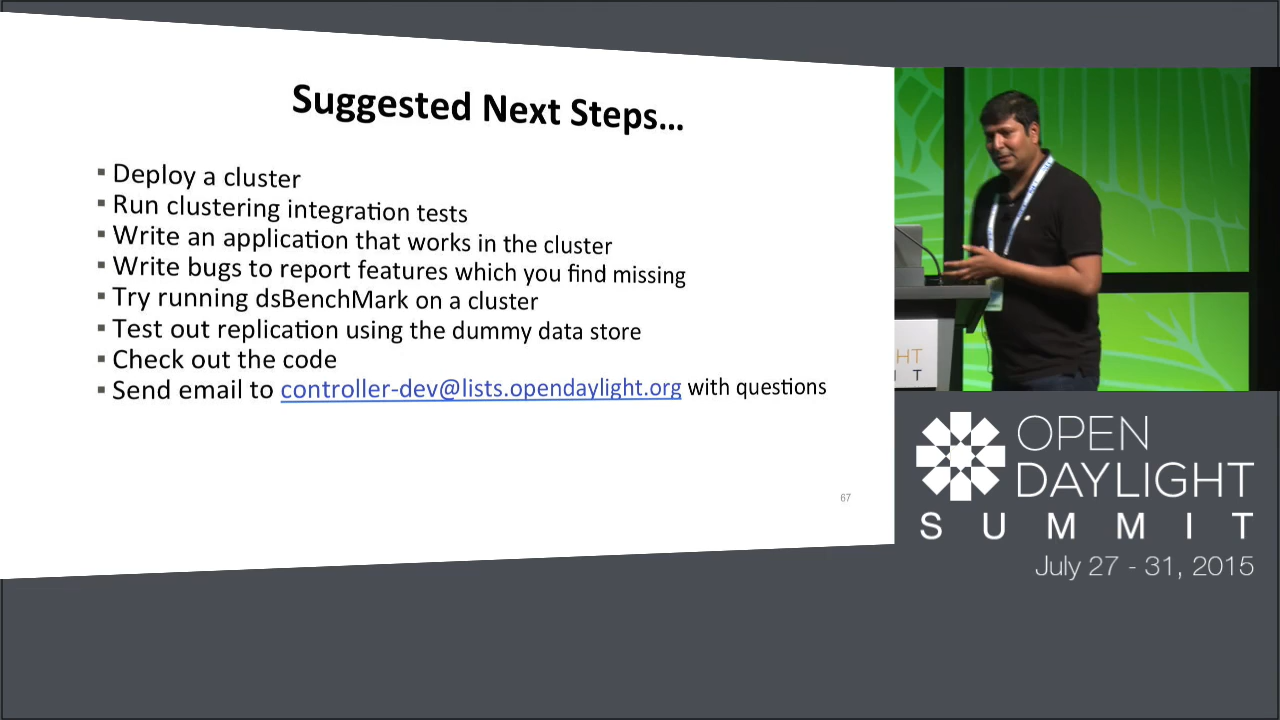 Suggested Next Steps...
▪ Deploy a cluster
▪ Run clustering integration tests
▪ Write an application that works in the cluster
▪ Write bugs to report features which you find missing
▪ Try running dsBenchMark on a cluster
▪ Test out replication using the dummy data store
▪ Check out the code
▪ Send email to controller-dev@lists.opendaylight.org with questions
67
GHT
I T
OPEN
DAYLIGHT
SUMMIT
July 27 - 31, 2015